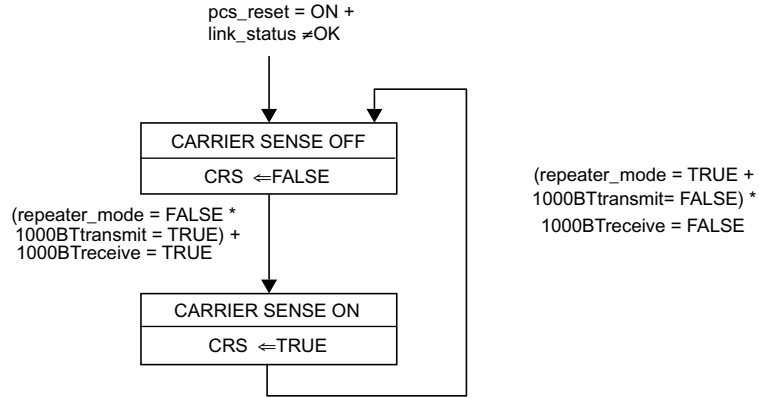 pcs_reset = ON +
link_status ≠OK
CARRIER SENSE OFF
CRS ⇐FALSE
(repeater_mode = TRUE +
1000BTtransmit= FALSE) *
1000BTreceive = FALSE
(repeater_mode = FALSE *
1000BTtransmit = TRUE) +
1000BTreceive = TRUE
CARRIER SENSE ON
CRS ⇐TRUE